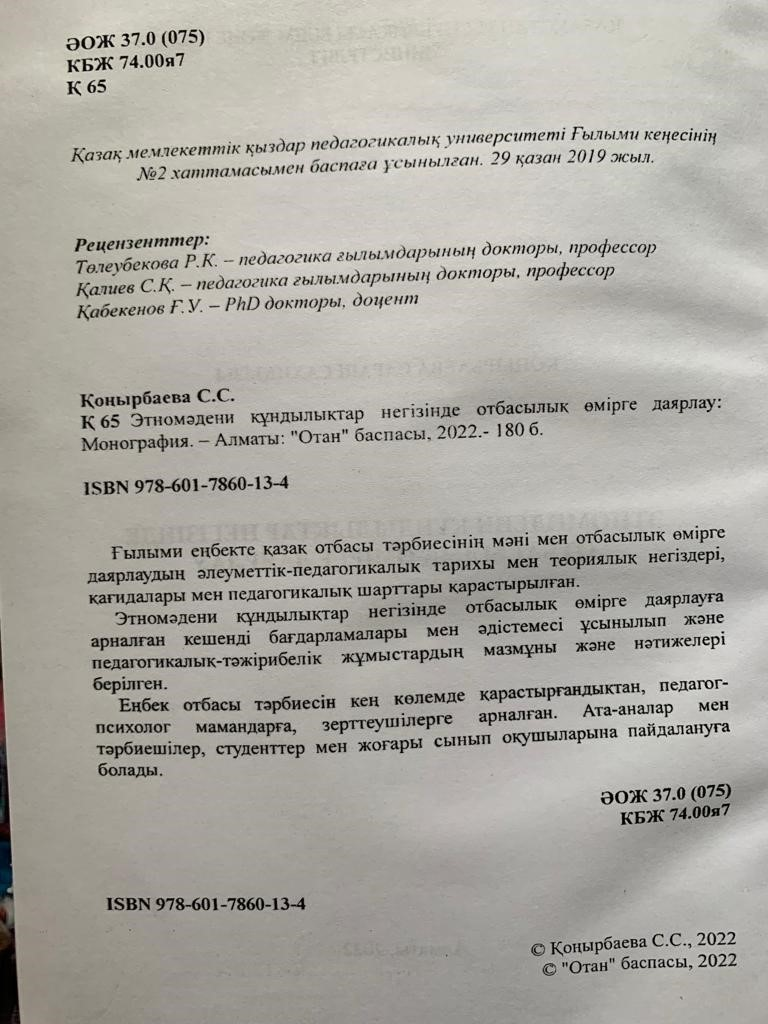 ӘОЖ 37.0 (075)
КБЖ 74.00я7
Қ 65
Қазақ мемлекеттік қыздар педагогикалық университеті Ғылыми кеңесінің
№2 хаттамасымен баспаға ұсынылған. 29 қазан 2019 жыл.
Рецензенттер:
Төлеубекова Р.К. – педагогика ғылымдарының докторы, профессор
Қалиев С.Қ. – педагогика ғылымдарының докторы, профессор
Қабекенов Ғ.У. – PhD докторы, доцент
Қоңырбаева С.С.
Қ 65 Этномәдени құндылықтар негізінде отбасылық өмірге даярлау:
Монография. – Алматы: "Отан" баспасы, 2022.- 180 б.
ISBN 978-601-7860-13-4
Ғылыми еңбекте қазақ отбасы тәрбиесінің мәні мен отбасылық өмірге
даярлаудың әлеуметтік-педагогикалық тарихы мен теориялық негіздері,
қағидалары мен педагогикалық шарттары қарастырылған.
Этномәдени құндылықтар негізінде отбасылық өмірге даярлауға
арналған кешенді бағдарламалары мен әдістемесі ұсынылып және
педагогикалық-тәжірибелік жұмыстардың мазмұны және нәтижелері
берілген.
Еңбек отбасы тәрбиесін кең көлемде қарастырғандықтан, педагог-
психолог мамандарға, зерттеушілерге арналған. Ата-аналар мен
тәрбиешілер, студенттер мен жоғары сынып оқушыларына пайдалануға
болады.
ӘОЖ 37.0 (075)
КБЖ 74.00я7
ISBN 978-601-7860-13-4
© Қоңырбаева С.С., 2022
© "Отан" баспасы, 2022